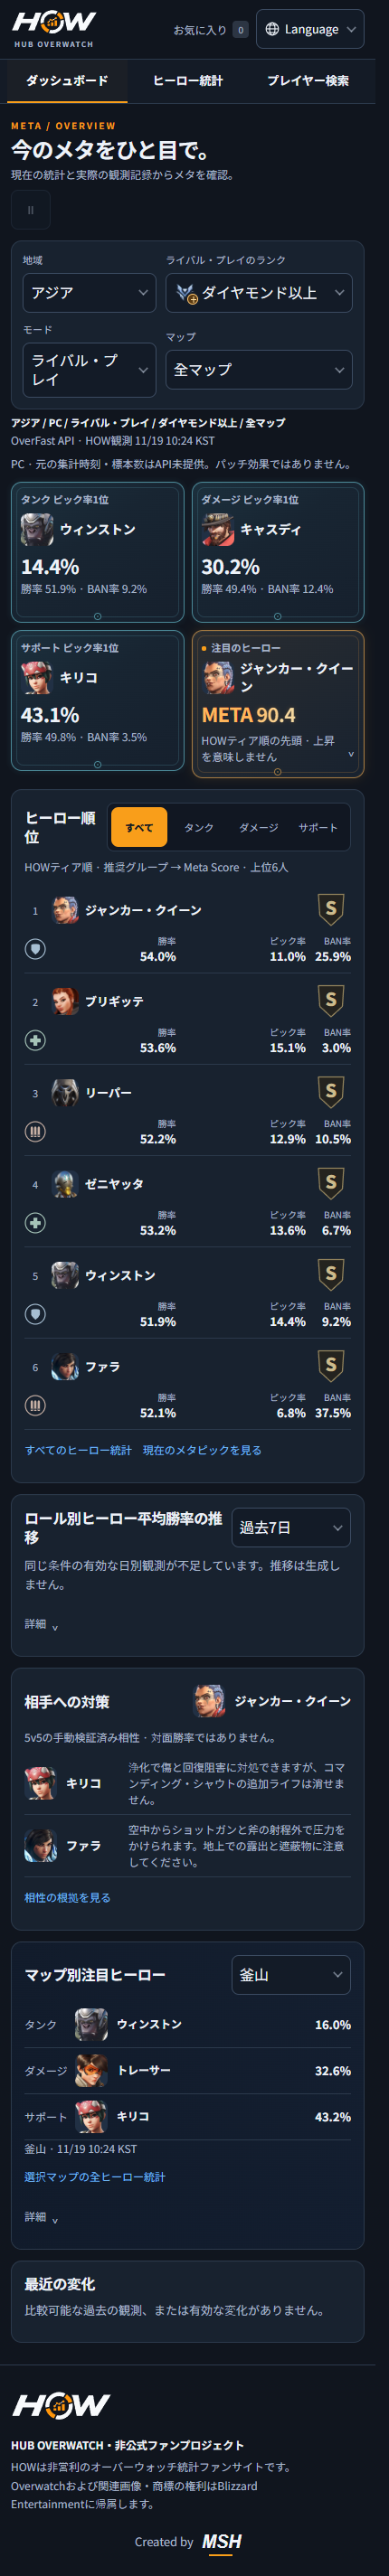 HOW
HUB OVERWATCH
お気に入り 0
Language
ダッシュボード ヒーロー統計 プレイヤー検索
META / OVERVIEW
今のメタをひと目で。
現在の統計と実際の観測記録からメタを確認。
地域
アジア
ライバル・プレイのランク
ダイヤモンド以上
モード
ライバル・プ
レイ
マップ
全マップ
アジア / PC / ライバル・プレイ / ダイヤモンド以上 / 全マップ
OverFast API · HOW観測 11/19 10:24 KST
PC · 元の集計時刻・標本数はAPI未提供。パッチ効果ではありません。
タンク ピック率1位
ウィンストン
14.4%
勝率 51.9% · BAN率 9.2%
ダメージ ピック率1位
キャスディ
30.2%
勝率 49.4% · BAN率 12.4%
サポート ピック率1位
キリコ
43.1%
勝率 49.8% · BAN率 3.5%
注目のヒーロー
ジャンカー・クイー
ン
META 90.4
HOWティア順の先頭 · 上昇
を意味しません
ヒーロー順
位
すべて タンク ダメージ サポート
HOWティア順 · 推奨グループ → Meta Score · 上位6人
1 ジャンカー・クイーン S
勝率 ピック率 BAN率
54.0% 11.0% 25.9%
2 ブリギッテ S
勝率 ピック率 BAN率
53.6% 15.1% 3.0%
3 リーパー S
勝率 ピック率 BAN率
52.2% 12.9% 10.5%
4 ゼニヤッタ S
勝率 ピック率 BAN率
53.2% 13.6% 6.7%
5 ウィンストン S
勝率 ピック率 BAN率
51.9% 14.4% 9.2%
6 ファラ S
勝率 ピック率 BAN率
52.1% 6.8% 37.5%
すべてのヒーロー統計 現在のメタピックを見る
ロール別ヒーロー平均勝率の推
移
過去7日
同じ条件の有効な日別観測が不足しています。推移は生成し
ません。
詳細
相手への対策
ジャンカー・クイーン
5v5の手動検証済み相性 · 対面勝率ではありません。
キリコ
浄化で傷と回復阻害に対処できますが、コマ
ンディング・シャウトの追加ライフは消せま
せん。
ファラ
空中からショットガンと斧の射程外で圧力を
かけられます。地上での露出と遮蔽物に注意
してください。
相性の根拠を見る
マップ別注目ヒーロー
釜山
タンク ウィンストン 16.0%
ダメージ トレーサー 32.6%
サポート キリコ 43.2%
釜山 · 11/19 10:24 KST
選択マップの全ヒーロー統計
詳細
最近の変化
比較可能な過去の観測、または有効な変化がありません。
HOW
HUB OVERWATCH · 非公式ファンプロジェクト
HOWは非営利のオーバーウォッチ統計ファンサイトです。
Overwatchおよび関連画像・商標の権利はBlizzard
Entertainmentに帰属します。
Created by MSH